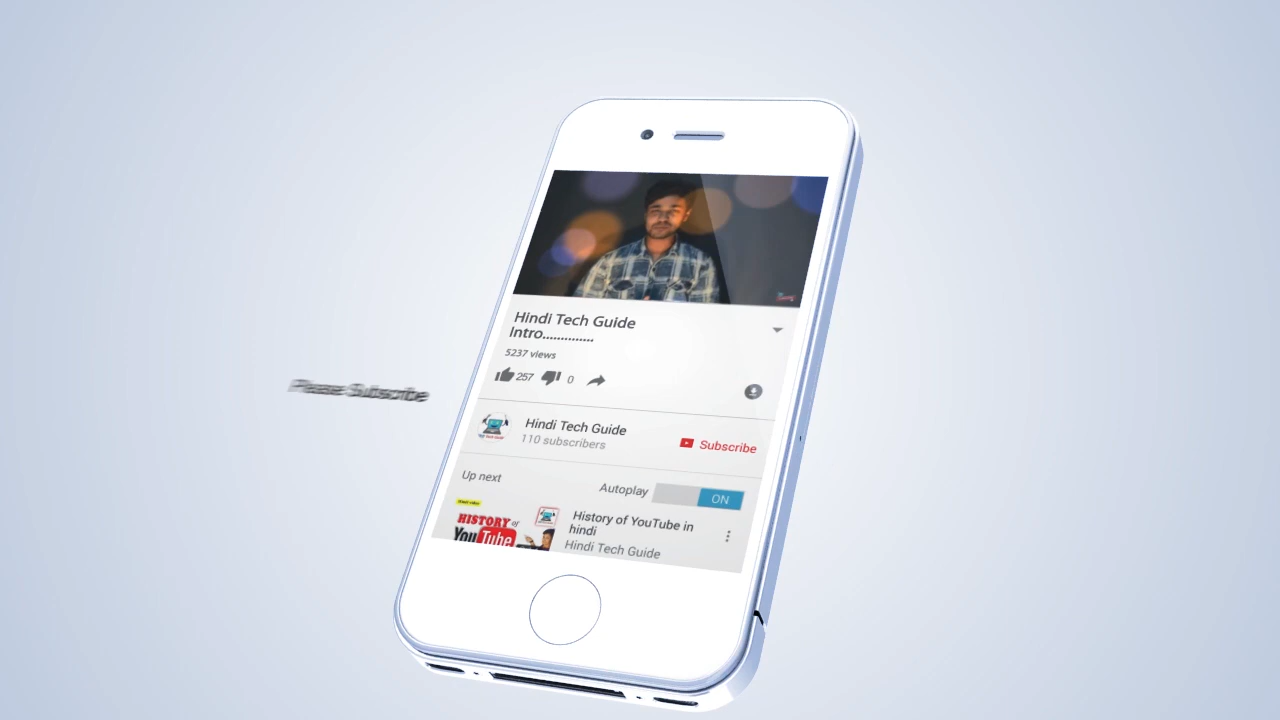 Please Subscribe
Hindi Tech Guide
Intro..............
5237 views
257
0
Hindi Tech Guide
110 subscribers
Subscribe
Up next
Autoplay
ON
HISTORY of
YouTube
History of YouTube in
hindi
Hindi Tech Guide